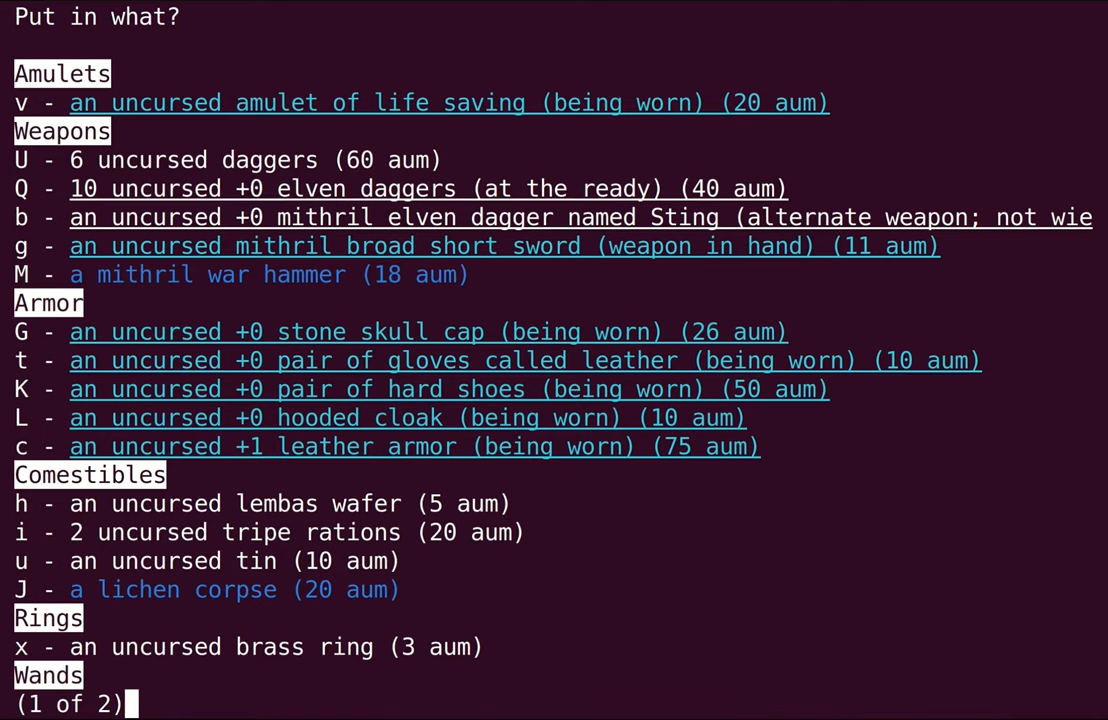 Put in what?
Amulets
v - an uncursed amulet of life saving (being worn) (20 aum)
Weapons
U - 6 uncursed daggers (60 aum)
Q - 10 uncursed +0 elven daggers (at the ready) (40 aum)
b - an uncursed +0 mithril elven dagger named Sting (alternate weapon; not wie
g - an uncursed mithril broad short sword (weapon in hand) (11 aum)
M - a mithril war hammer (18 aum)
Armor
G - an uncursed +0 stone skull cap (being worn) (26 aum)
t - an uncursed +0 pair of gloves called leather (being worn) (10 aum)
K - an uncursed +0 pair of hard shoes (being worn) (50 aum)
L - an uncursed +0 hooded cloak (being worn) (10 aum)
c - an uncursed +1 leather armor (being worn) (75 aum)
Comestibles
h - an uncursed lembas wafer (5 aum)
i - 2 uncursed tripe rations (20 aum)
u - an uncursed tin (10 aum)
J - a lichen corpse (20 aum)
Rings
x - an uncursed brass ring (3 aum)
Wands
(1 of 2)